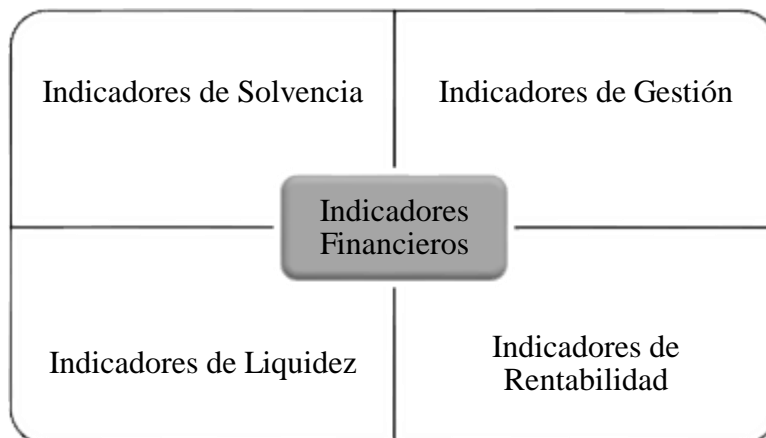 Indicadores de Solvencia
Indicadores de Gestión
Indicadores
Financieros
Indicadores de Liquidez
Indicadores de
Rentabilidad